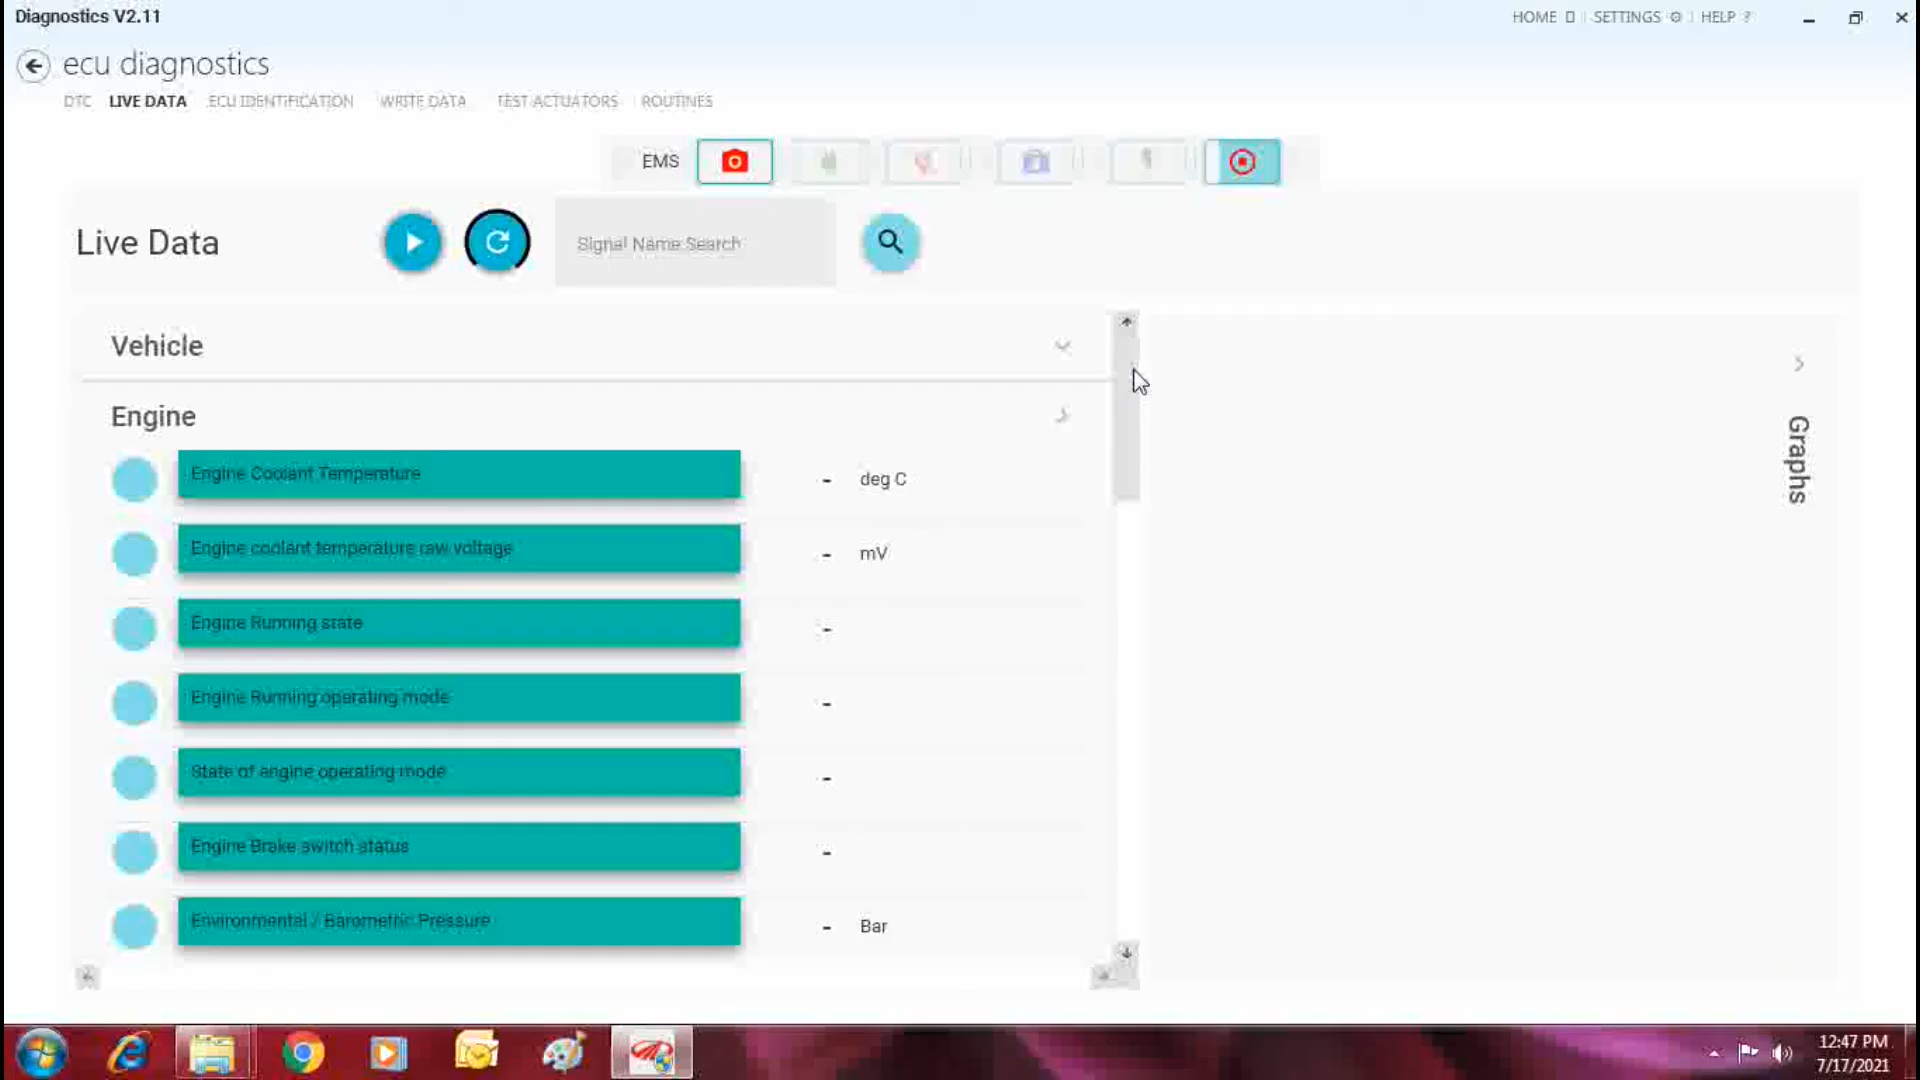 Diagnostics V2.11
HOME SETTINGS HELP ?
ecu diagnostics
DTC LIVE DATA ECU IDENTIFICATION WRITE DATA TEST ACTUATORS ROUTINES
EMS
Live Data
Signal Name Search
Vehicle
Engine
Engine Coolant Temperature - deg C
Engine coolant temperature raw voltage - mV
Engine Running state -
Engine Running operating mode -
State of engine operating mode -
Engine Brake switch status -
Environmental / Barometric Pressure - Bar
Graphs
12:47 PM
7/17/2021